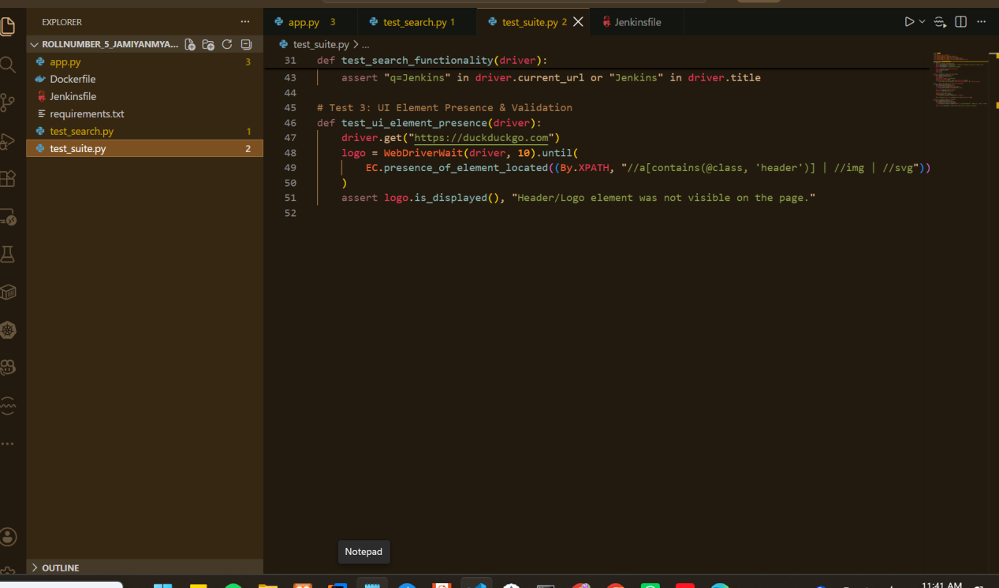 EXPLORER
ROLLNUMBER_5_JAMIYANMYA...
app.py 3
Dockerfile
Jenkinsfile
requirements.txt
test_search.py 1
test_suite.py 2
OUTLINE
app.py 3
test_search.py 1
test_suite.py 2
Jenkinsfile
test_suite.py > ...
31 def test_search_functionality(driver):
43 assert "q=Jenkins" in driver.current_url or "Jenkins" in driver.title
44
45 # Test 3: UI Element Presence & Validation
46 def test_ui_element_presence(driver):
47 driver.get("https://duckduckgo.com")
48 logo = WebDriverWait(driver, 10).until(
49 EC.presence_of_element_located((By.XPATH, "//a[contains(@class, 'header')] | //img | //svg"))
50 )
51 assert logo.is_displayed(), "Header/Logo element was not visible on the page."
52
Notepad
11:41 AM